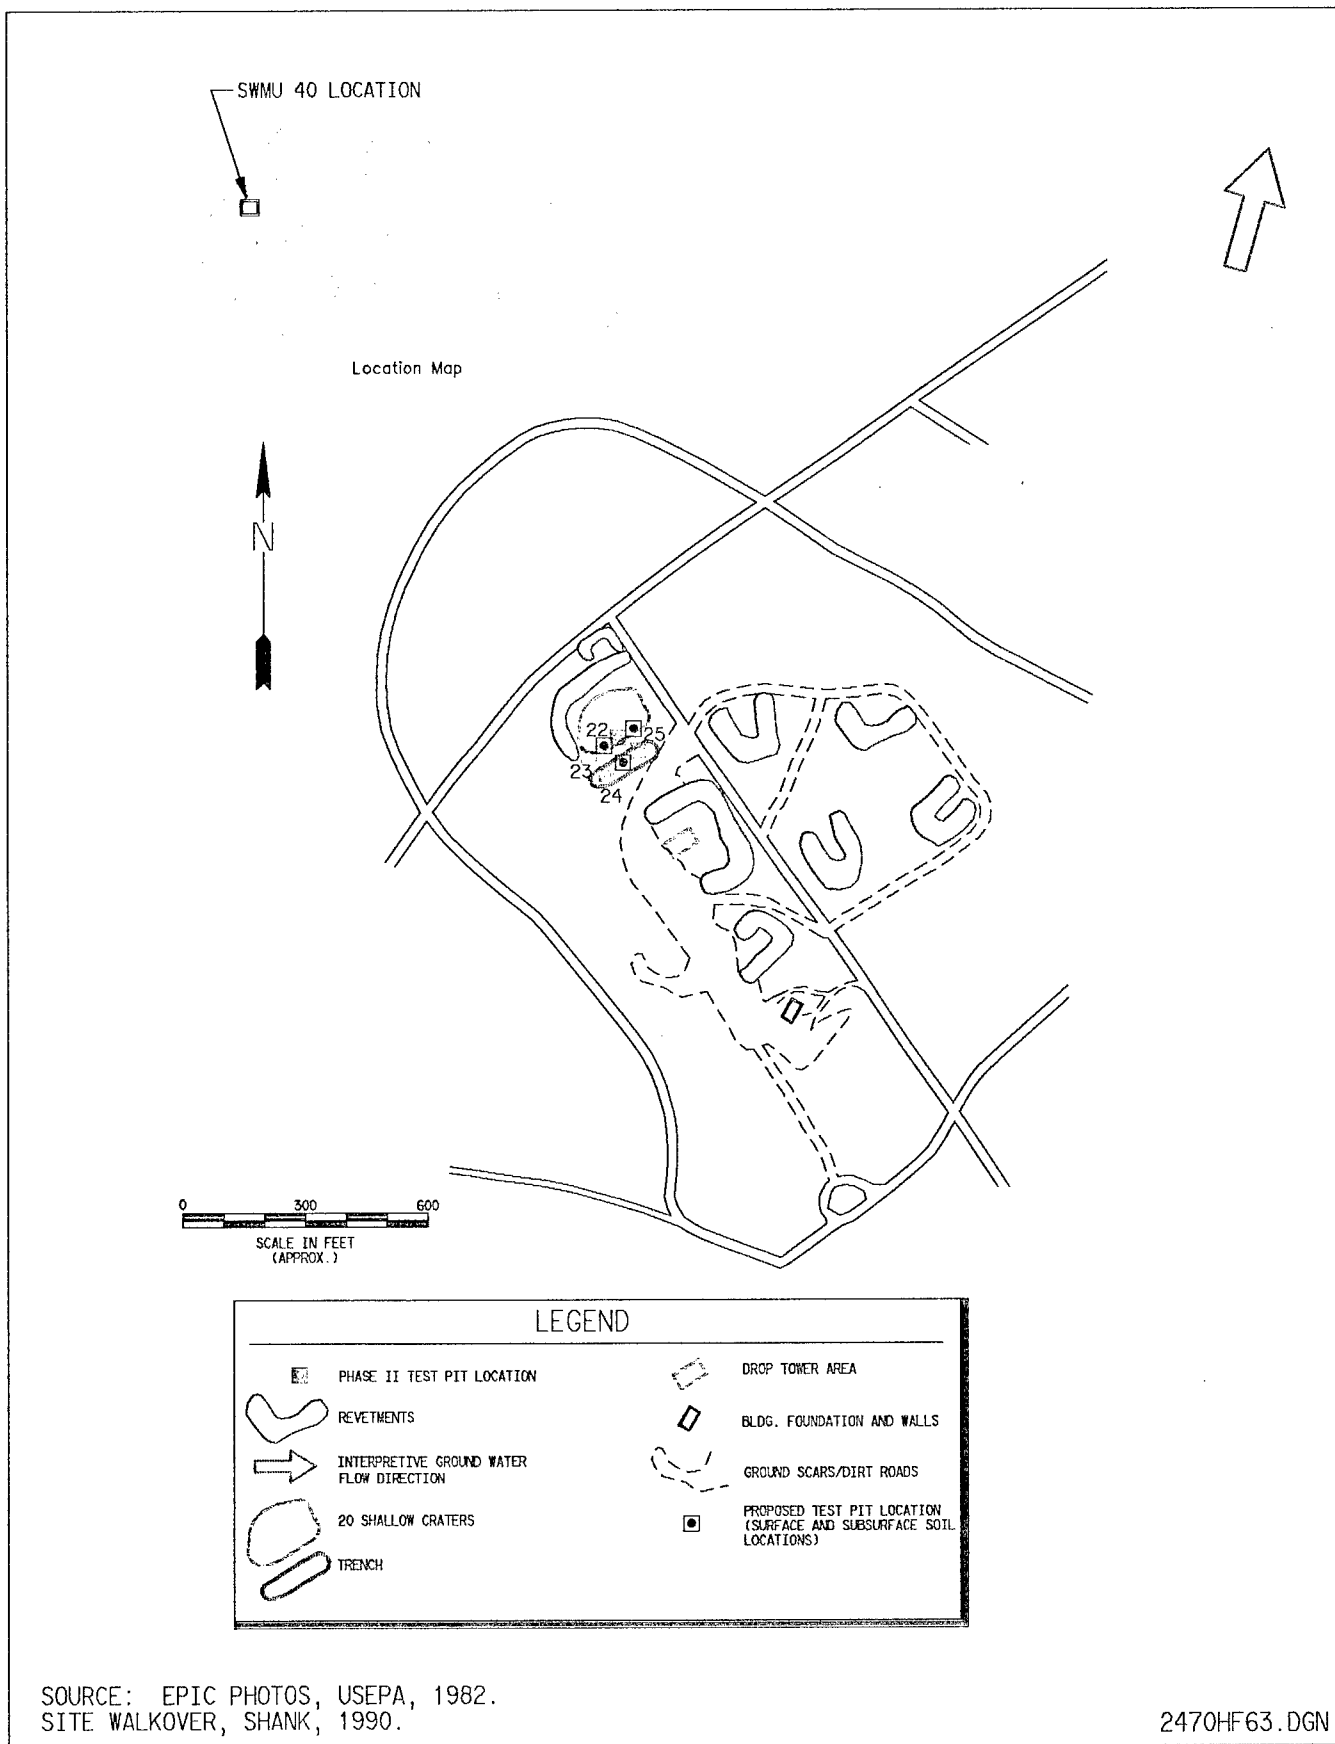 SWMU 40 LOCATION
Location Map
N
22
25
23
24
0 300 600
SCALE IN FEET
(APPROX.)
LEGEND
PHASE II TEST PIT LOCATION
REVETMENTS
INTERPRETIVE GROUND WATER
FLOW DIRECTION
20 SHALLOW CRATERS
TRENCH
DROP TOWER AREA
BLDG. FOUNDATION AND WALLS
GROUND SCARS/DIRT ROADS
PROPOSED TEST PIT LOCATION
(SURFACE AND SUBSURFACE SOIL
LOCATIONS)
SOURCE: EPIC PHOTOS, USEPA, 1982.
SITE WALKOVER, SHANK, 1990.
2470HF63.DGN